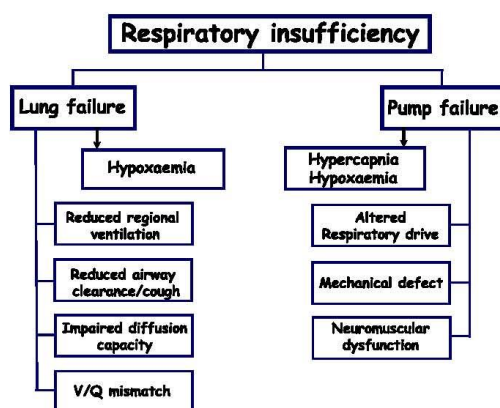 Respiratory insufficiency
Lung failure
Pump failure
Hypoxaemia
Hypercapnia
Hypoxaemia
Reduced regional
ventilation
Altered
Respiratory drive
Reduced airway
clearance/cough
Mechanical defect
Impaired diffusion
capacity
Neuromuscular
dysfunction
V/Q mismatch